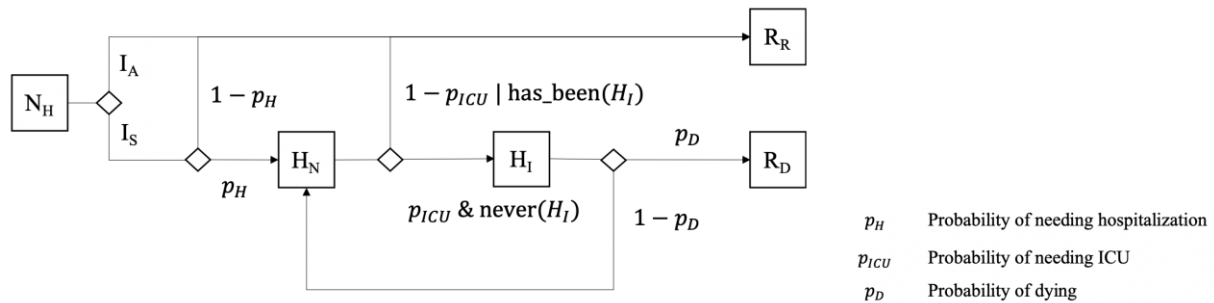 R_R
I_A
N_H
1 − p_H
1 − p_ICU | has_been(H_I)
I_S
p_D
H_N
H_I
R_D
p_H
p_ICU & never(H_I)
1 − p_D
p_H Probability of needing hospitalization
p_ICU Probability of needing ICU
p_D Probability of dying